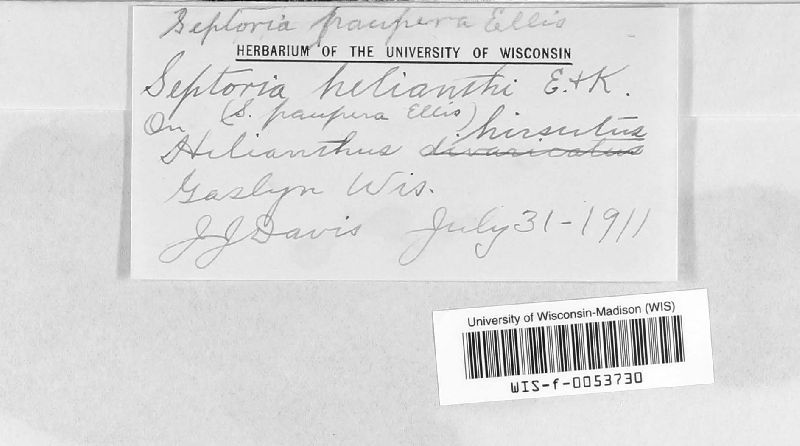 Septoria paupera Ellis
HERBARIUM OF THE UNIVERSITY OF WISCONSIN
Septoria helianthi E.+K.
(S. paupera Ellis)
On hirsutus
Helianthus divaricatus
Gaslyn Wis.
JJ Davis July 31-1911
University of Wisconsin-Madison (WIS)
WIS-f-0053730